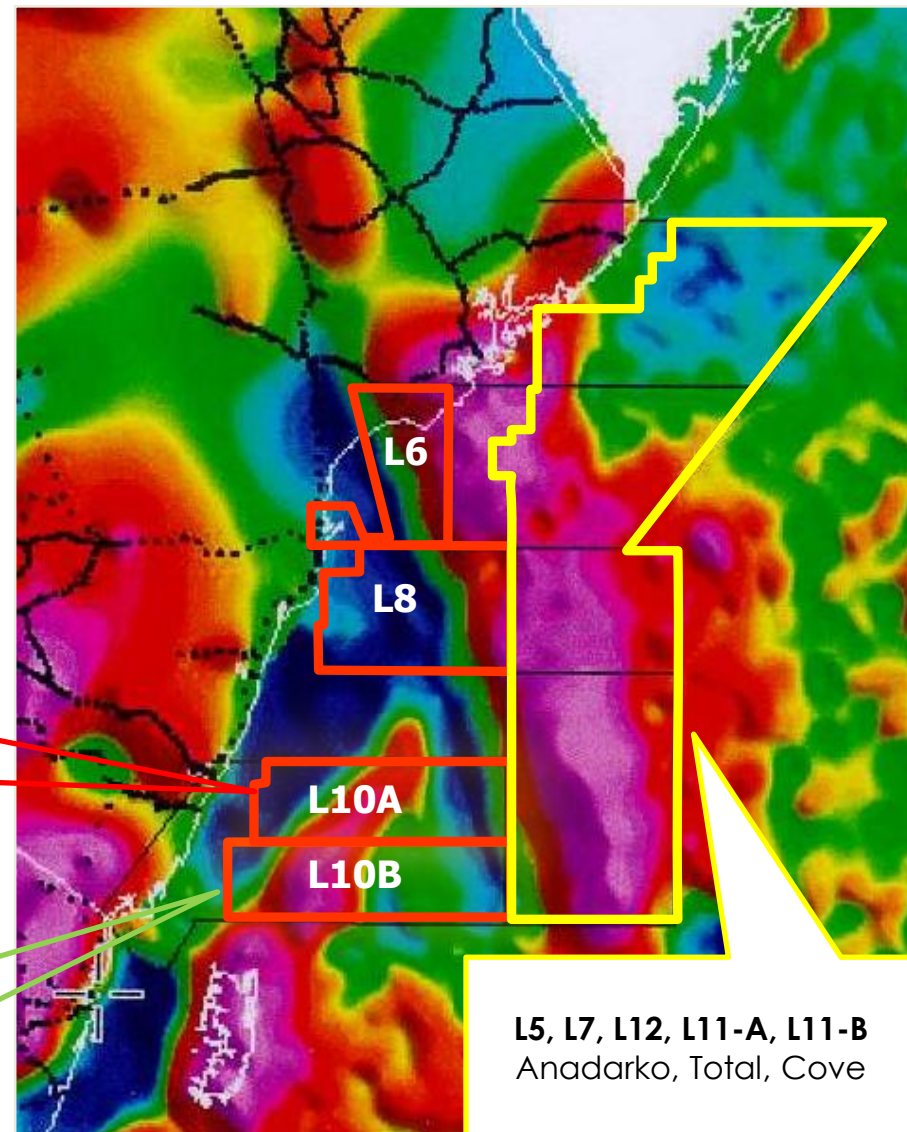 L6
L8
L10A
L10B
L5, L7, L12, L11-A, L11-B
Anadarko, Total, Cove